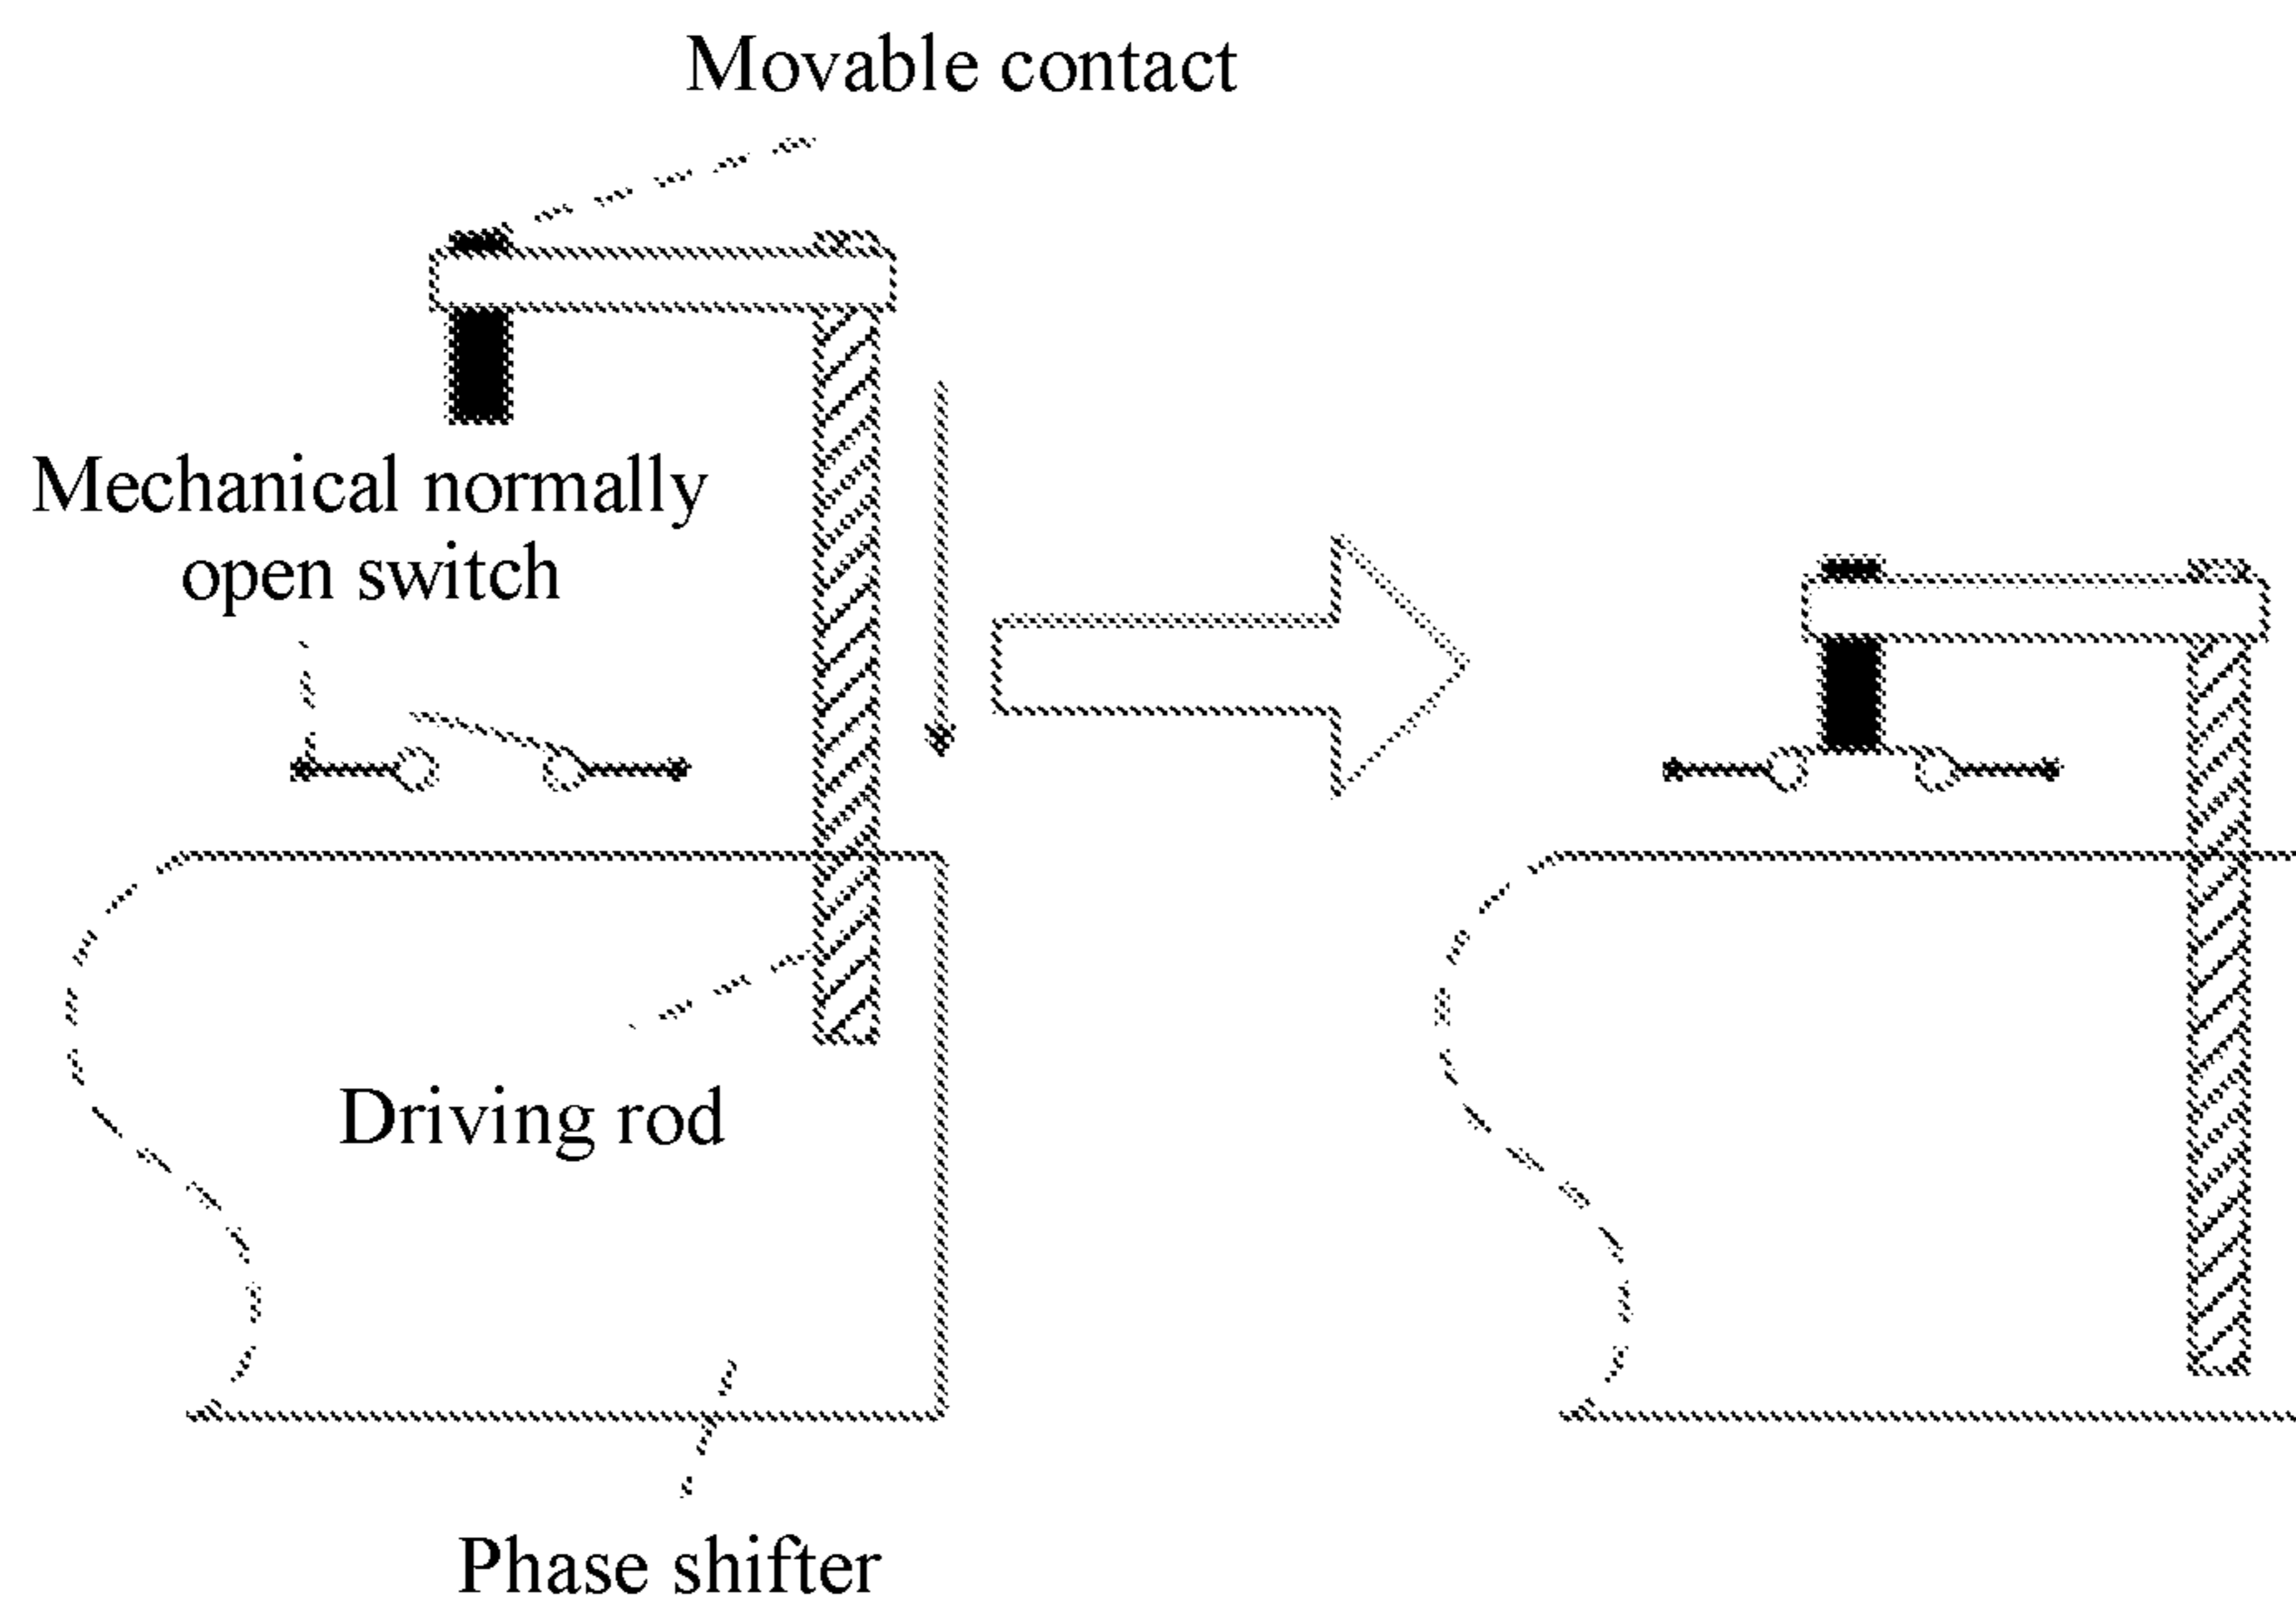 Movable contact
Mechanical normally
open switch
Driving rod
Phase shifter